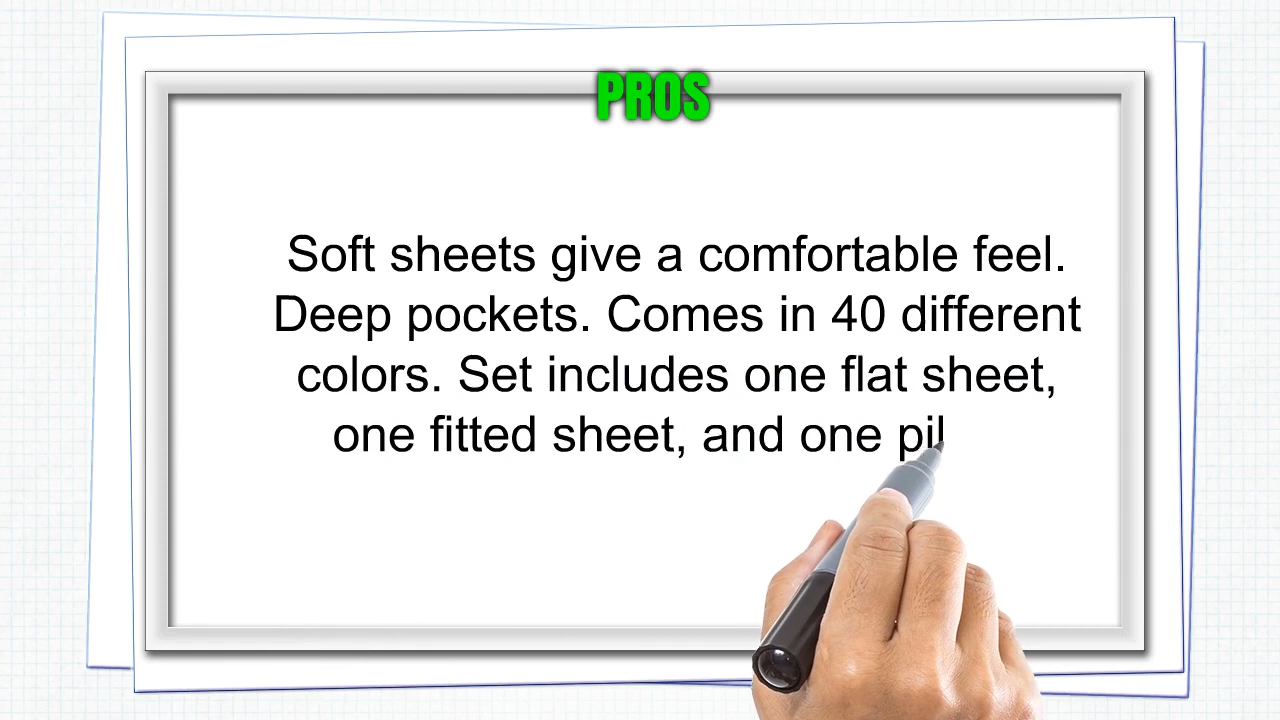 PROS
Soft sheets give a comfortable feel.
Deep pockets. Comes in 40 different
colors. Set includes one flat sheet,
one fitted sheet, and one pil